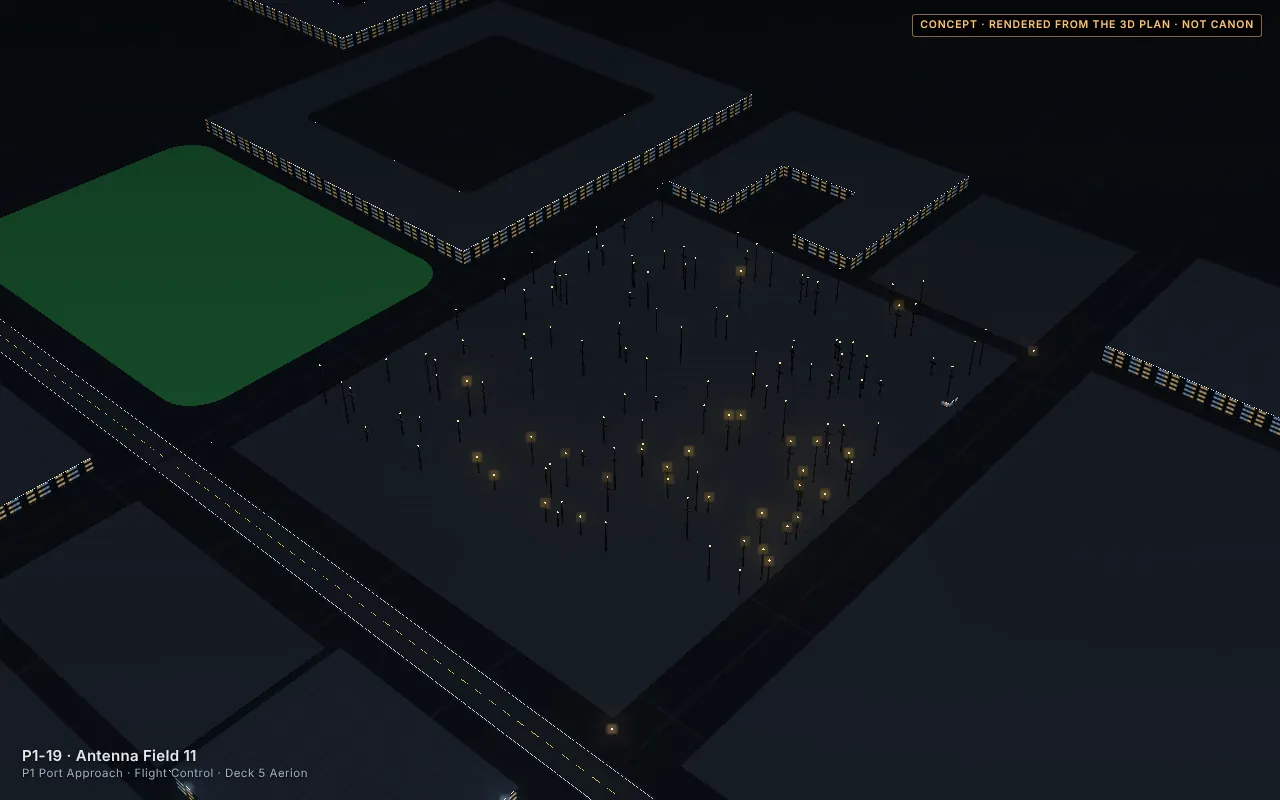 CONCEPT · RENDERED FROM THE 3D PLAN · NOT CANON
P1-19 · Antenna Field 11
P1 Port Approach · Flight Control · Deck 5 Aerion